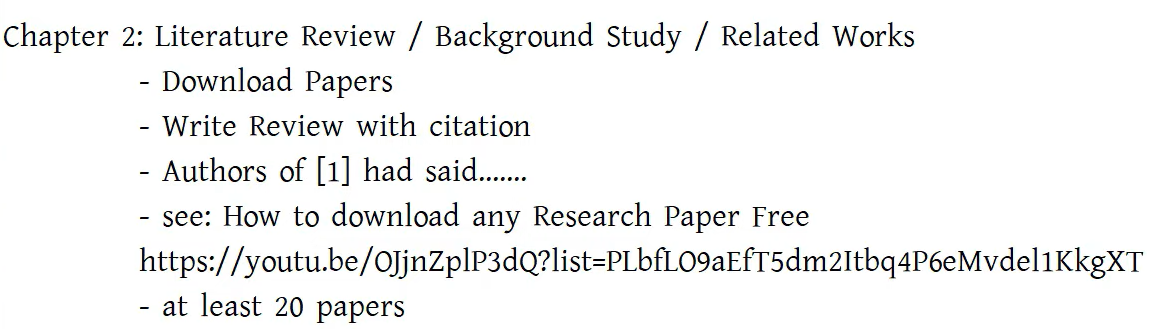 Chapter 2: Literature Review / Background Study / Related Works
- Download Papers
- Write Review with citation
- Authors of [1] had said.......
- see: How to download any Research Paper Free
https://youtu.be/OJjnZplP3dQ?list=PLbfLO9aEfT5dm2Itbq4P6eMvdel1KkgXT
- at least 20 papers